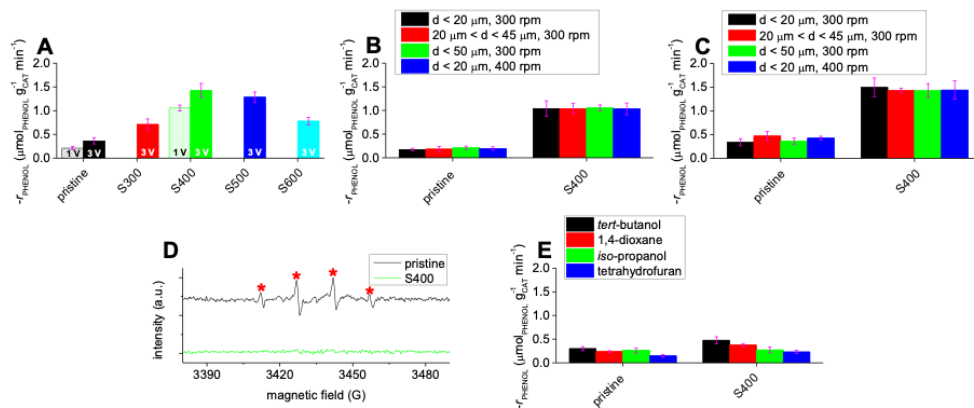 A
-r_PHENOL (μmol_PHENOL g_CAT^-1 min^-1)
2.0
1.5
1.0
0.5
0.0
1 V
3 V
3 V
1 V
3 V
3 V
3 V
pristine
S300
S400
S500
S600
B
d < 20 μm, 300 rpm
20 μm < d < 45 μm, 300 rpm
d < 50 μm, 300 rpm
d < 20 μm, 400 rpm
-r_PHENOL (μmol_PHENOL g_CAT^-1 min^-1)
2.0
1.5
1.0
0.5
0.0
pristine
S400
C
d < 20 μm, 300 rpm
20 μm < d < 45 μm, 300 rpm
d < 50 μm, 300 rpm
d < 20 μm, 400 rpm
-r_PHENOL (μmol_PHENOL g_CAT^-1 min^-1)
2.0
1.5
1.0
0.5
0.0
pristine
S400
D
pristine
S400
* * * *
intensity (a.u.)
3390
3420
3450
3480
magnetic field (G)
E
tert-butanol
1,4-dioxane
iso-propanol
tetrahydrofuran
-r_PHENOL (μmol_PHENOL g_CAT^-1 min^-1)
2.0
1.5
1.0
0.5
0.0
pristine
S400